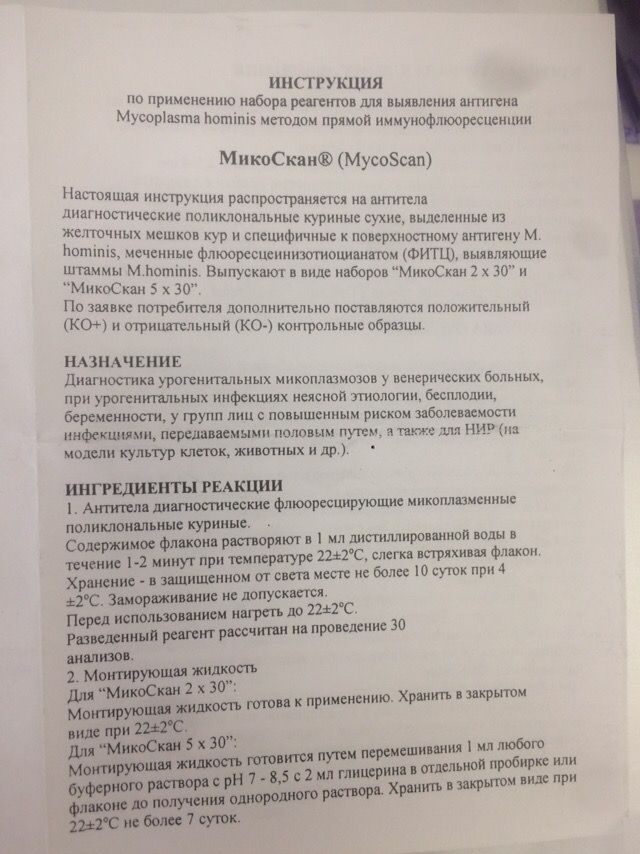 ИНСТРУКЦИЯ
по применению набора реагентов для выявления антигена
Mycoplasma hominis методом прямой иммунофлюоресценции
МикоСкан® (MycoScan)
Настоящая инструкция распространяется на антитела
диагностические поликлональные куриные сухие, выделенные из
желточных мешков кур и специфичные к поверхностному антигену M.
hominis, меченные флюоресцеинизотиоцианатом (ФИТЦ), выявляющие
штаммы M.hominis. Выпускают в виде наборов “МикоСкан 2 x 30” и
“МикоСкан 5 x 30”.
По заявке потребителя дополнительно поставляются положительный
(КО+) и отрицательный (КО-) контрольные образцы.
НАЗНАЧЕНИЕ
Диагностика урогенитальных микоплазмозов у венерических больных,
при урогенитальных инфекциях неясной этиологии, бесплодии,
беременности, у групп лиц с повышенным риском заболеваемости
инфекциями, передаваемыми половым путем, а также для НИР (на
модели культур клеток, животных и др.).
ИНГРЕДИЕНТЫ РЕАКЦИИ
1. Антитела диагностические флюоресцирующие микоплазменные
поликлональные куриные.
Содержимое флакона растворяют в 1 мл дистиллированной воды в
течение 1-2 минут при температуре 22±2°С, слегка встряхивая флакон.
Хранение - в защищенном от света месте не более 10 суток при 4
±2°С. Замораживание не допускается.
Перед использованием нагреть до 22±2°С.
Разведенный реагент рассчитан на проведение 30
анализов.
2. Монтирующая жидкость
Для “МикоСкан 2 x 30”:
Монтирующая жидкость готова к применению. Хранить в закрытом
виде при 22±2°С.
Для “МикоСкан 5 x 30”:
Монтирующая жидкость готовится путем перемешивания 1 мл любого
буферного раствора с pH 7 - 8,5 с 2 мл глицерина в отдельной пробирке или
флаконе до получения однородного раствора. Хранить в закрытом виде при
22±2°С не более 7 суток.